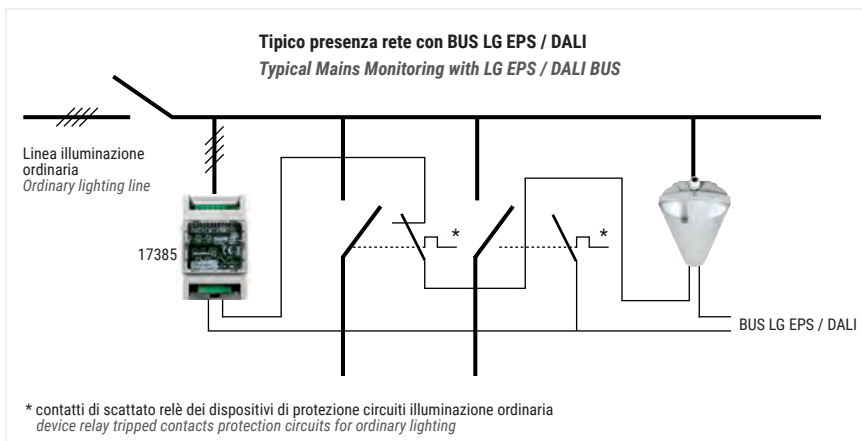 Tipico presenza rete con BUS LG EPS / DALI
Typical Mains Monitoring with LG EPS / DALI BUS
Linea illuminazione
ordinaria
Ordinary lighting line
17385
*
*
BUS LG EPS / DALI
* contatti di scattato relè dei dispositivi di protezione circuiti illuminazione ordinaria
device relay tripped contacts protection circuits for ordinary lighting